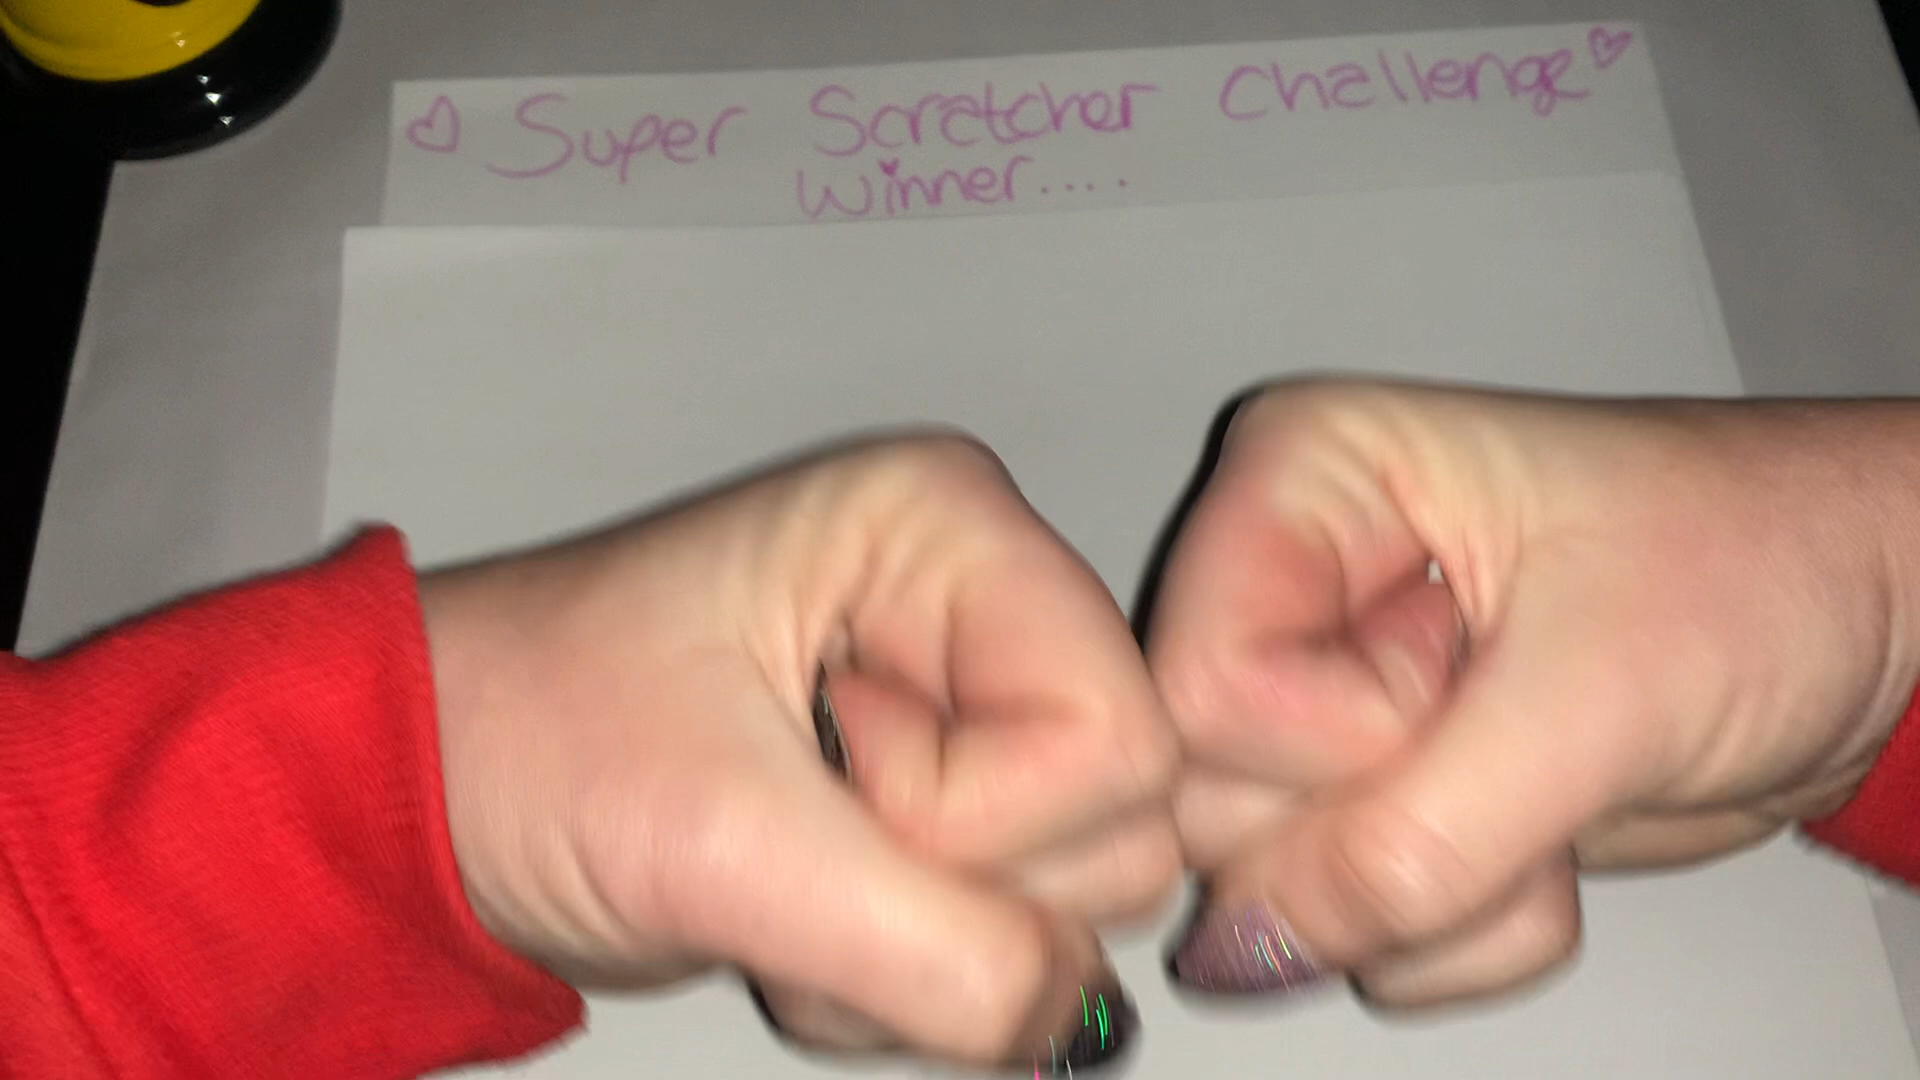 ♡ Super Scratcher Challenge ♡
Winner....